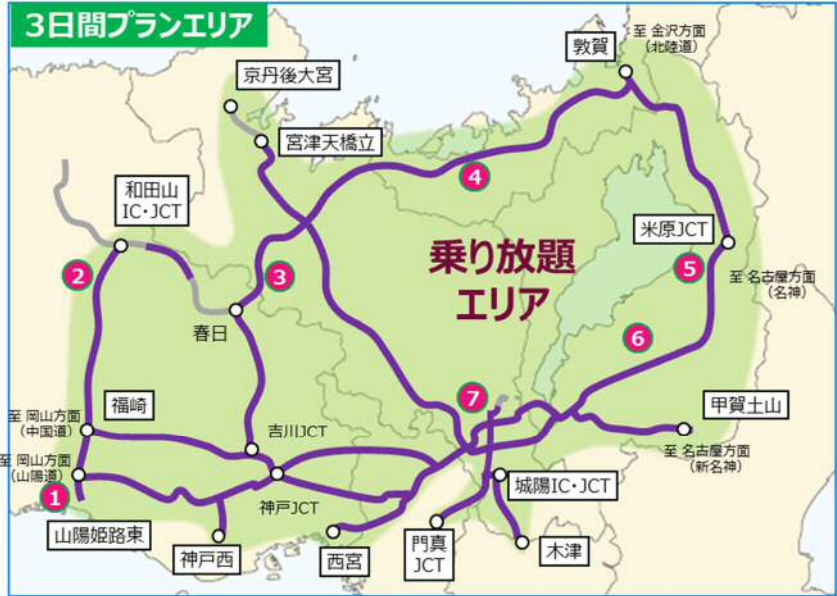 3日間プランエリア
至 金沢方面
(北陸道)
敦賀
京丹後大宮
宮津天橋立
4
和田山
IC・JCT
米原JCT
2
3
乗り放題
エリア
5
至 名古屋方面
(名神)
春日
6
7
福崎
甲賀土山
至 岡山方面
(中国道)
吉川JCT
至 名古屋方面
(新名神)
至 岡山方面
(山陽道)
城陽IC・JCT
1
神戸JCT
山陽姫路東
神戸西
西宮
門真
JCT
木津